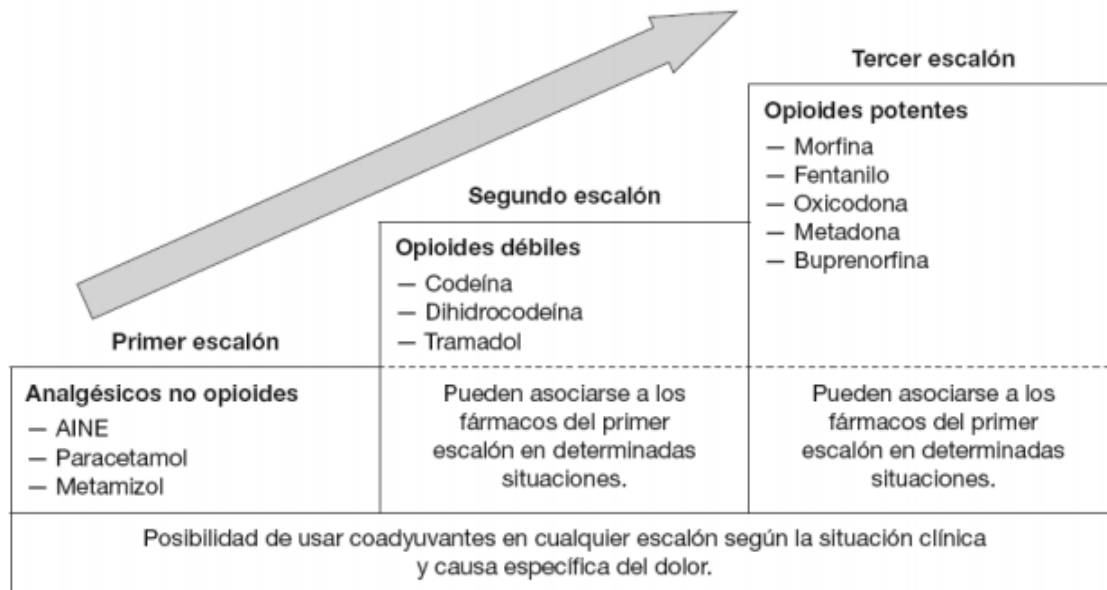 Tercer escalón
Opioides potentes
— Morfina
— Fentanilo
— Oxicodona
— Metadona
— Buprenorfina
Segundo escalón
Opioides débiles
— Codeína
— Dihidrocodeína
— Tramadol
Primer escalón
Analgésicos no opioides
— AINE
— Paracetamol
— Metamizol
Pueden asociarse a los
fármacos del primer
escalón en determinadas
situaciones.
Pueden asociarse a los
fármacos del primer
escalón en determinadas
situaciones.
Posibilidad de usar coadyuvantes en cualquier escalón según la situación clínica
y causa específica del dolor.